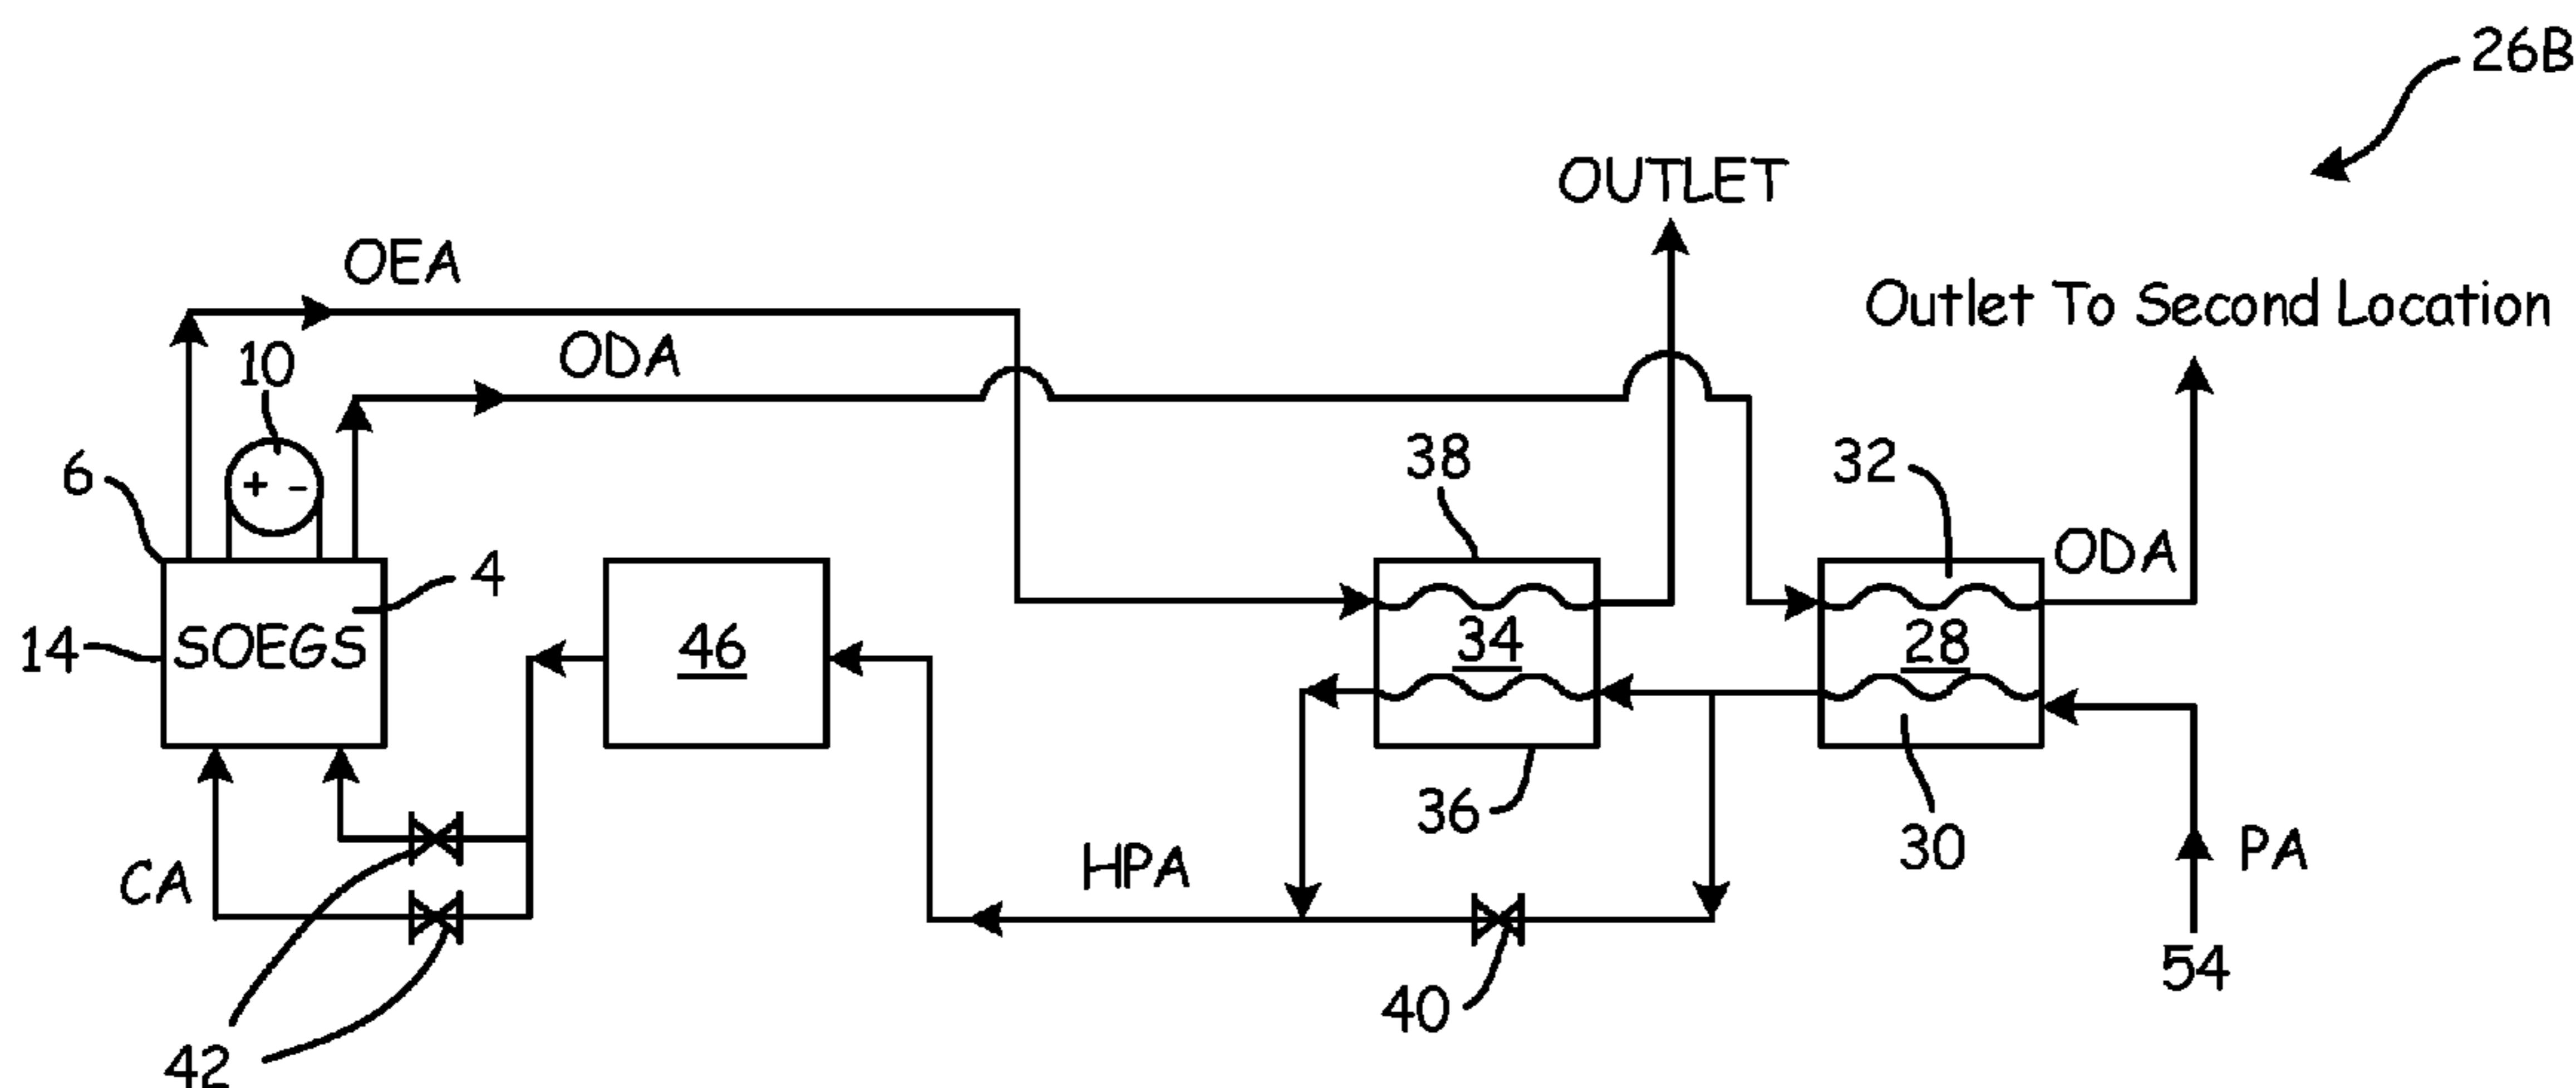 26B
OUTLET
OEA
Outlet To Second Location
ODA
10
+ -
38
32
6
4
ODA
14
SOEGS
46
34
28
36
30
CA
HPA
PA
40
54
42